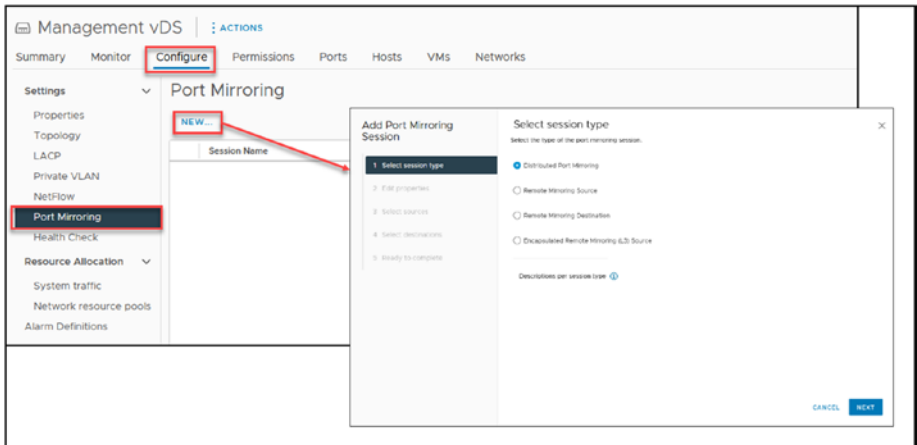 Management vDS ACTIONS
Summary Monitor Configure Permissions Ports Hosts VMs Networks
Settings
Properties
Topology
LACP
Private VLAN
NetFlow
Port Mirroring
Health Check
Resource Allocation
System traffic
Network resource pools
Alarm Definitions
Port Mirroring
NEW...
Session Name
Add Port Mirroring
Session
1 Select session type
2 Edit properties
3 Select sources
4 Select destinations
5 Ready to complete
Select session type
Select the type of the port mirroring session.
Distributed Port Mirroring
Remote Mirroring Source
Remote Mirroring Destination
Encapsulated Remote Mirroring (L3) Source
Descriptions per session type
CANCEL NEXT